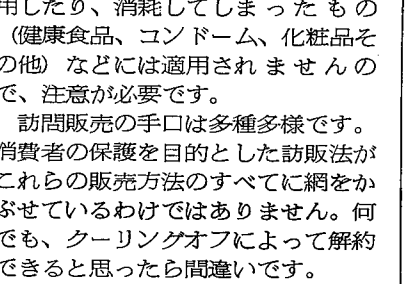 用したり、消耗してしまったもの
（健康食品、コンドーム、化粧品そ
の他）などには適用されませんの
で、注意が必要です。
訪問販売の手口は多種多様です。
消費者の保護を目的とした訪販法が
これらの販売方法のすべてに網をか
ぶせているわけではありません。何
でも、クーリングオフによって解約
できると思ったら間違いです。